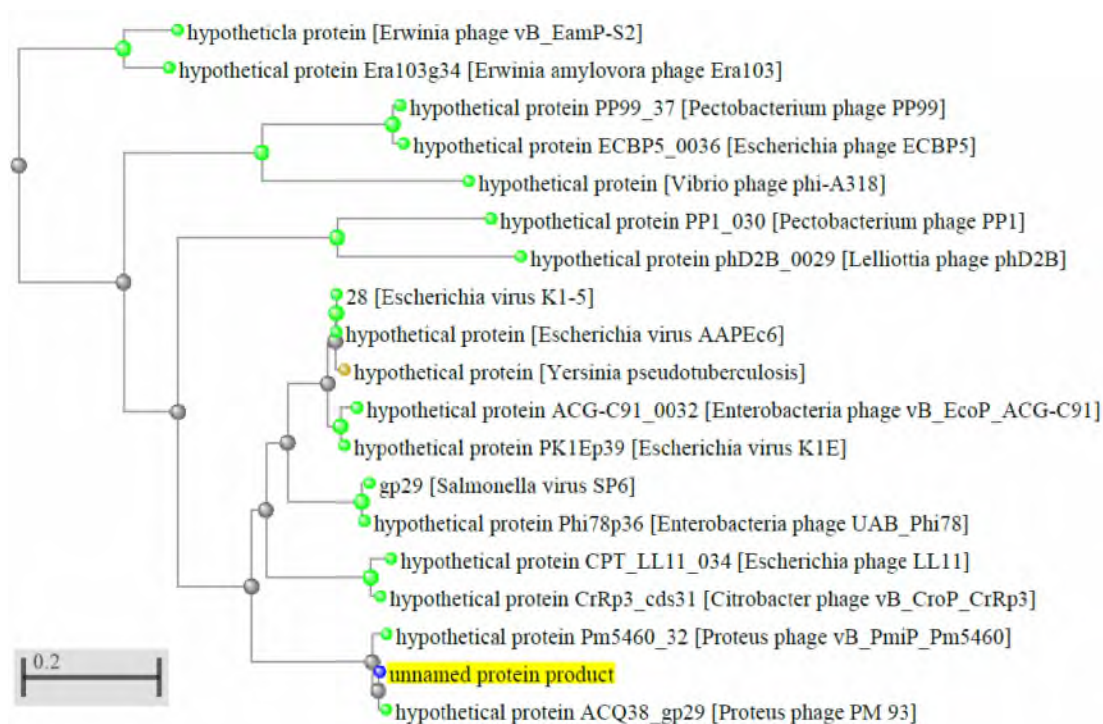 hypotheticla protein [Erwinia phage vB_EamP-S2]
hypothetical protein Era103g34 [Erwinia amylovora phage Era103]
hypothetical protein PP99_37 [Pectobacterium phage PP99]
hypothetical protein ECBP5_0036 [Escherichia phage ECBP5]
hypothetical protein [Vibrio phage phi-A318]
hypothetical protein PP1_030 [Pectobacterium phage PP1]
hypothetical protein phD2B_0029 [Lelliottia phage phD2B]
28 [Escherichia virus K1-5]
hypothetical protein [Escherichia virus AAPEc6]
hypothetical protein [Yersinia pseudotuberculosis]
hypothetical protein ACG-C91_0032 [Enterobacteria phage vB_EcoP_ACG-C91]
hypothetical protein PK1Ep39 [Escherichia virus K1E]
gp29 [Salmonella virus SP6]
hypothetical protein Phi78p36 [Enterobacteria phage UAB_Phi78]
hypothetical protein CPT_LL11_034 [Escherichia phage LL11]
hypothetical protein CrRp3_cds31 [Citrobacter phage vB_CroP_CrRp3]
hypothetical protein Pm5460_32 [Proteus phage vB_PmiP_Pm5460]
0.2
unnamed protein product
hypothetical protein ACQ38_gp29 [Proteus phage PM 93]